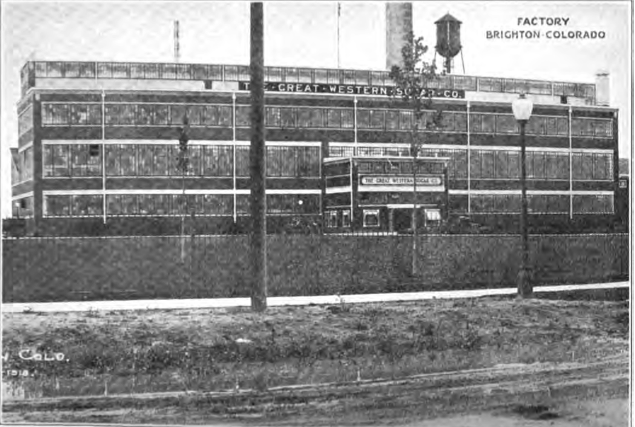 FACTORY
BRIGHTON-COLORADO
THE-GREAT-WESTERN-SUGAR-CO.
THE GREAT WESTERN SUGAR CO.
COLO.